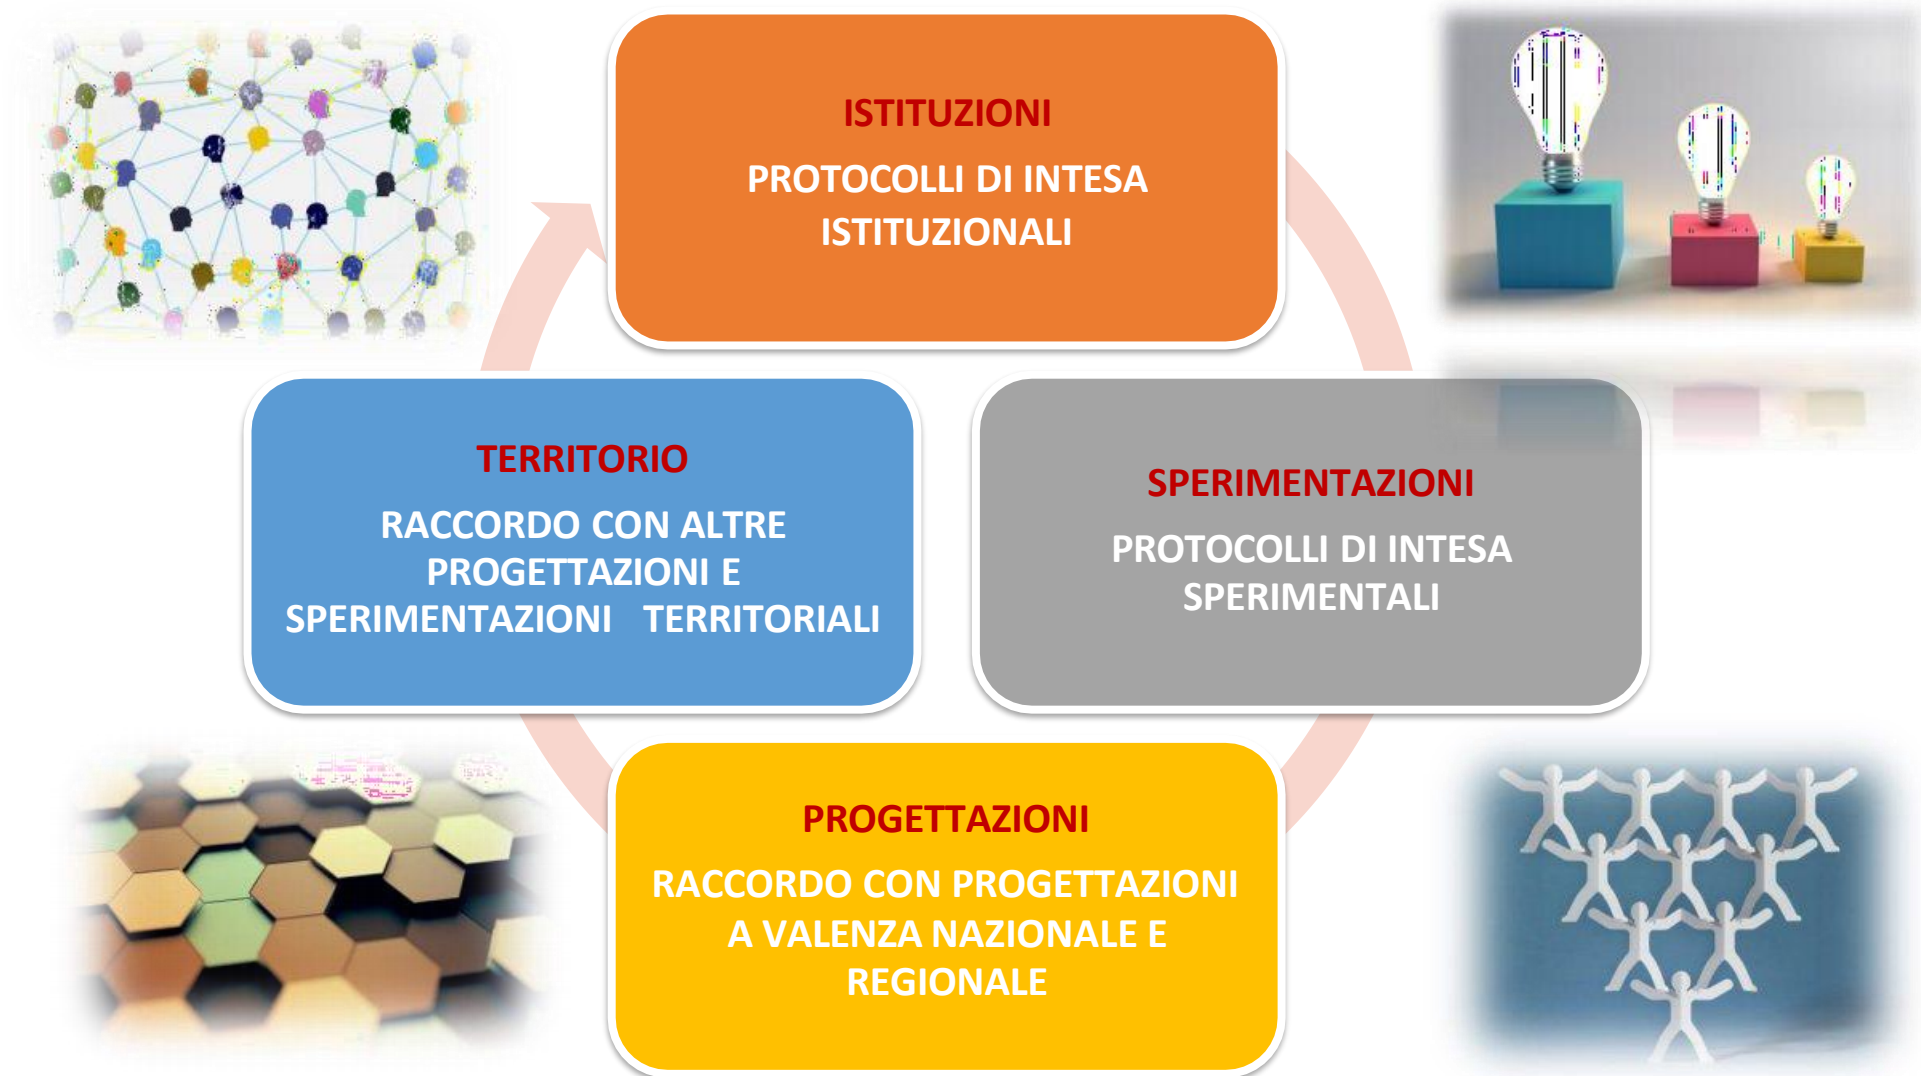 ISTITUZIONI
PROTOCOLLI DI INTESA
ISTITUZIONALI
TERRITORIO
RACCORDO CON ALTRE
PROGETTAZIONI E
SPERIMENTAZIONI TERRITORIALI
SPERIMENTAZIONI
PROTOCOLLI DI INTESA
SPERIMENTALI
PROGETTAZIONI
RACCORDO CON PROGETTAZIONI
A VALENZA NAZIONALE E
REGIONALE